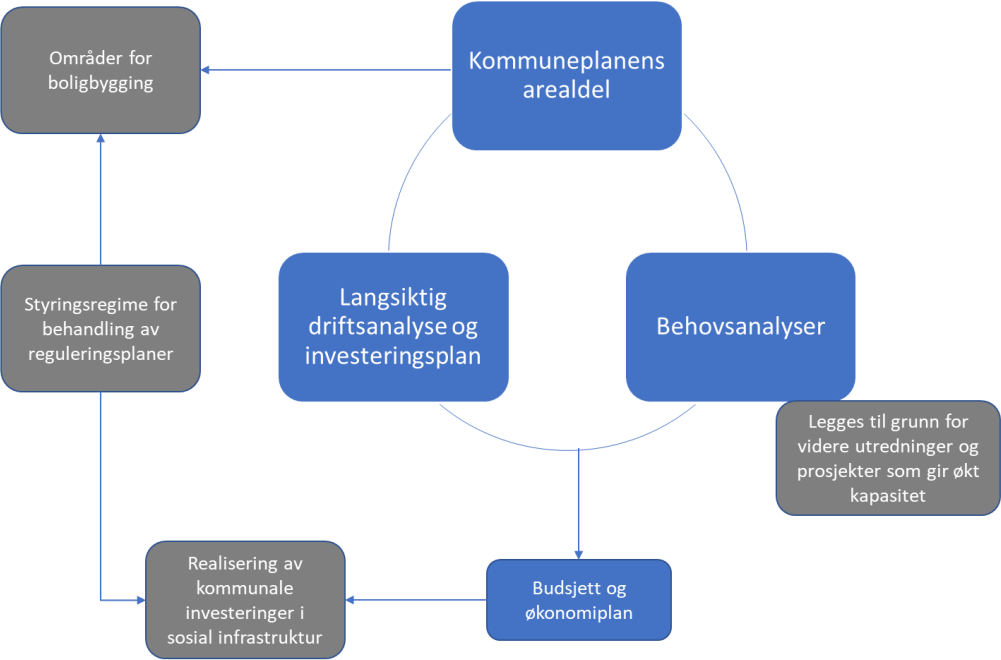 Områder for
boligbygging
Kommuneplanens
arealdel
Styringsregime for
behandling av
reguleringsplaner
Langsiktig
driftsanalyse og
investeringsplan
Behovsanalyser
Legges til grunn for
videre utredninger og
prosjekter som gir økt
kapasitet
Realisering av
kommunale
investeringer i
sosial infrastruktur
Budsjett og
økonomiplan